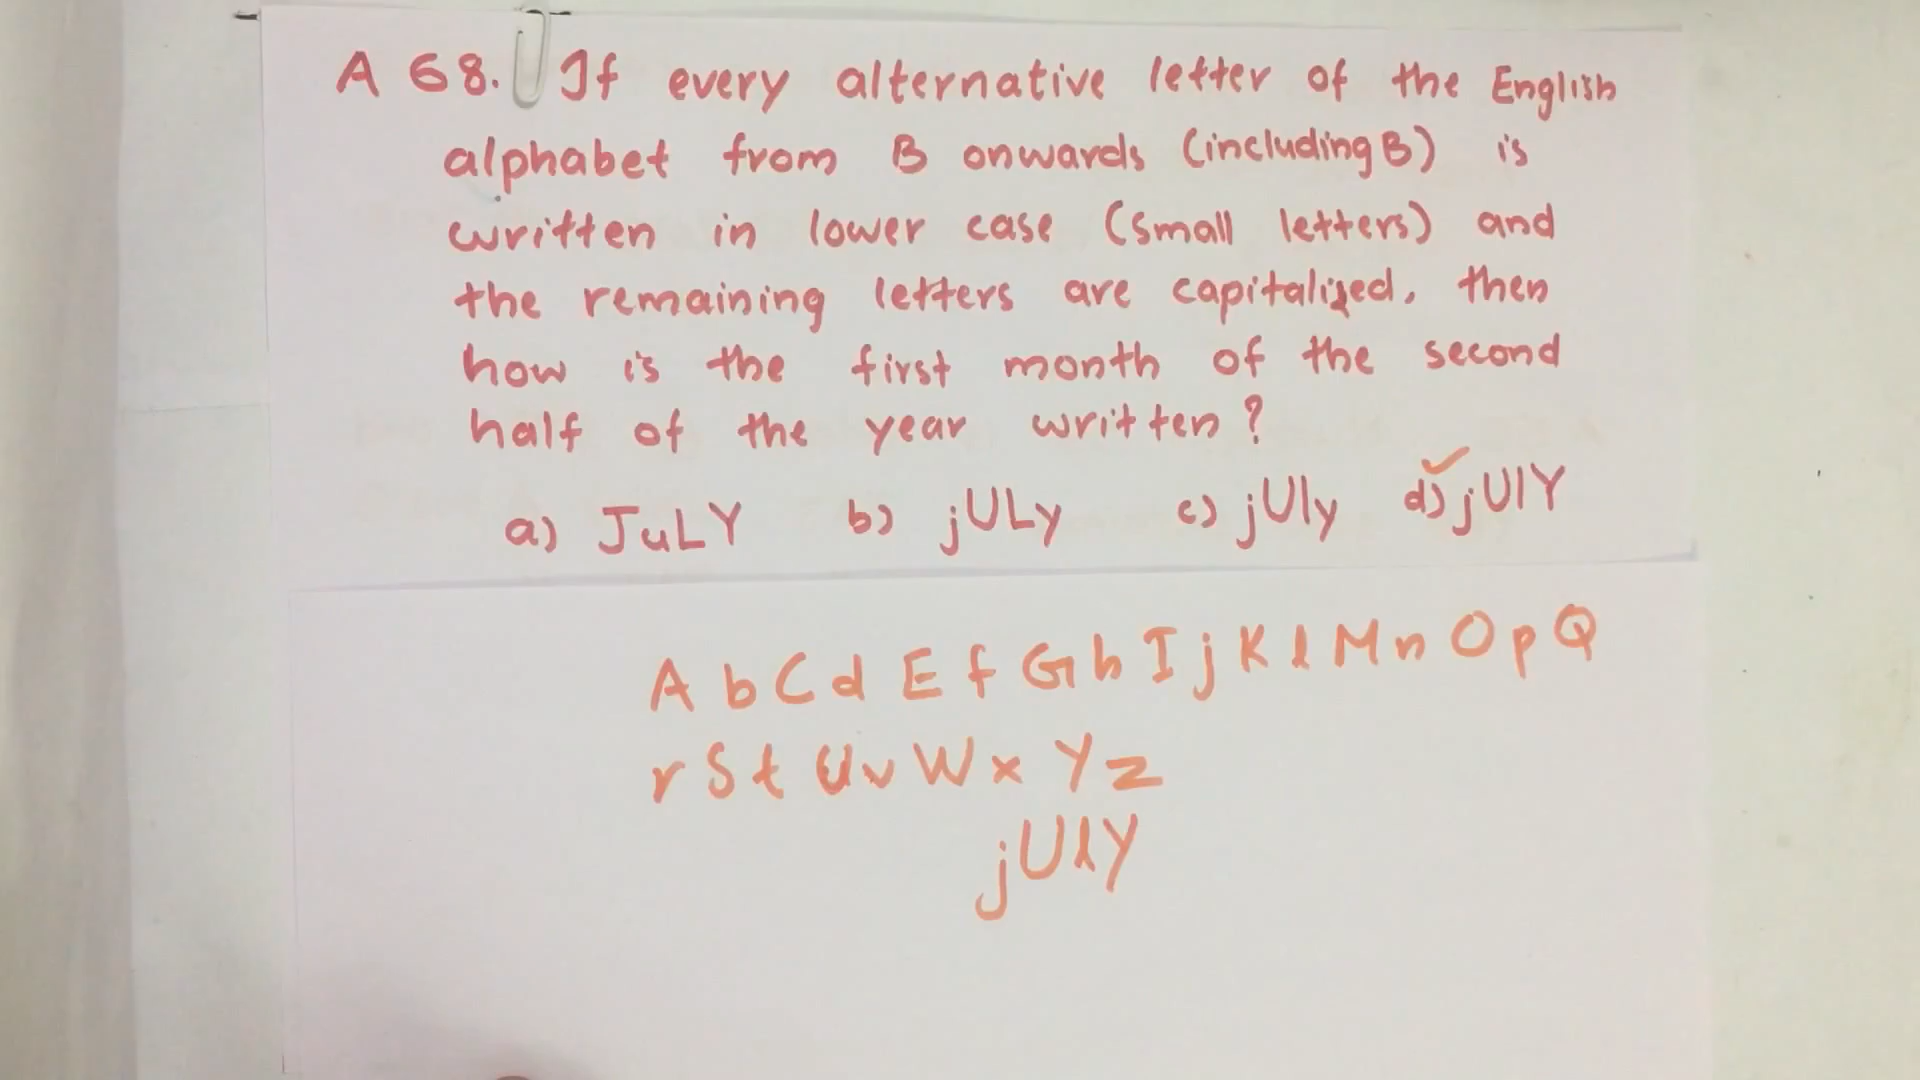 A 68. If every alternative letter of the English
alphabet from B onwards (including B) is
written in lower case (small letters) and
the remaining letters are capitalized, then
how is the first month of the second
half of the year written?
a) JuLY b) jULy c) jUly d) jUlY
A b C d E f G h I j K l M n O p Q
r S t U v W x Y z
jUlY